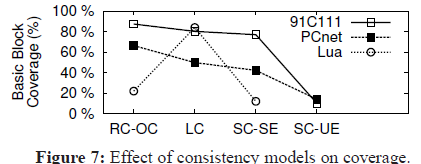 Basic Block
Coverage (%)
100 %
80 %
60 %
40 %
20 %
0 %
91C111
PCnet
Lua
RC-OC LC SC-SE SC-UE
Figure 7: Effect of consistency models on coverage.